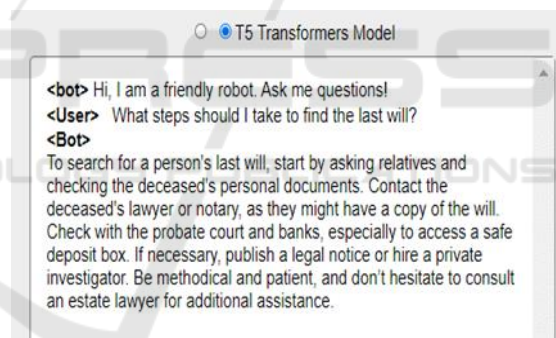 T5 Transformers Model
<bot> Hi, I am a friendly robot. Ask me questions!
<User> What steps should I take to find the last will?
<Bot>
To search for a person's last will, start by asking relatives and
checking the deceased's personal documents. Contact the
deceased's lawyer or notary, as they might have a copy of the will.
Check with the probate court and banks, especially to access a safe
deposit box. If necessary, publish a legal notice or hire a private
investigator. Be methodical and patient, and don't hesitate to consult
an estate lawyer for additional assistance.